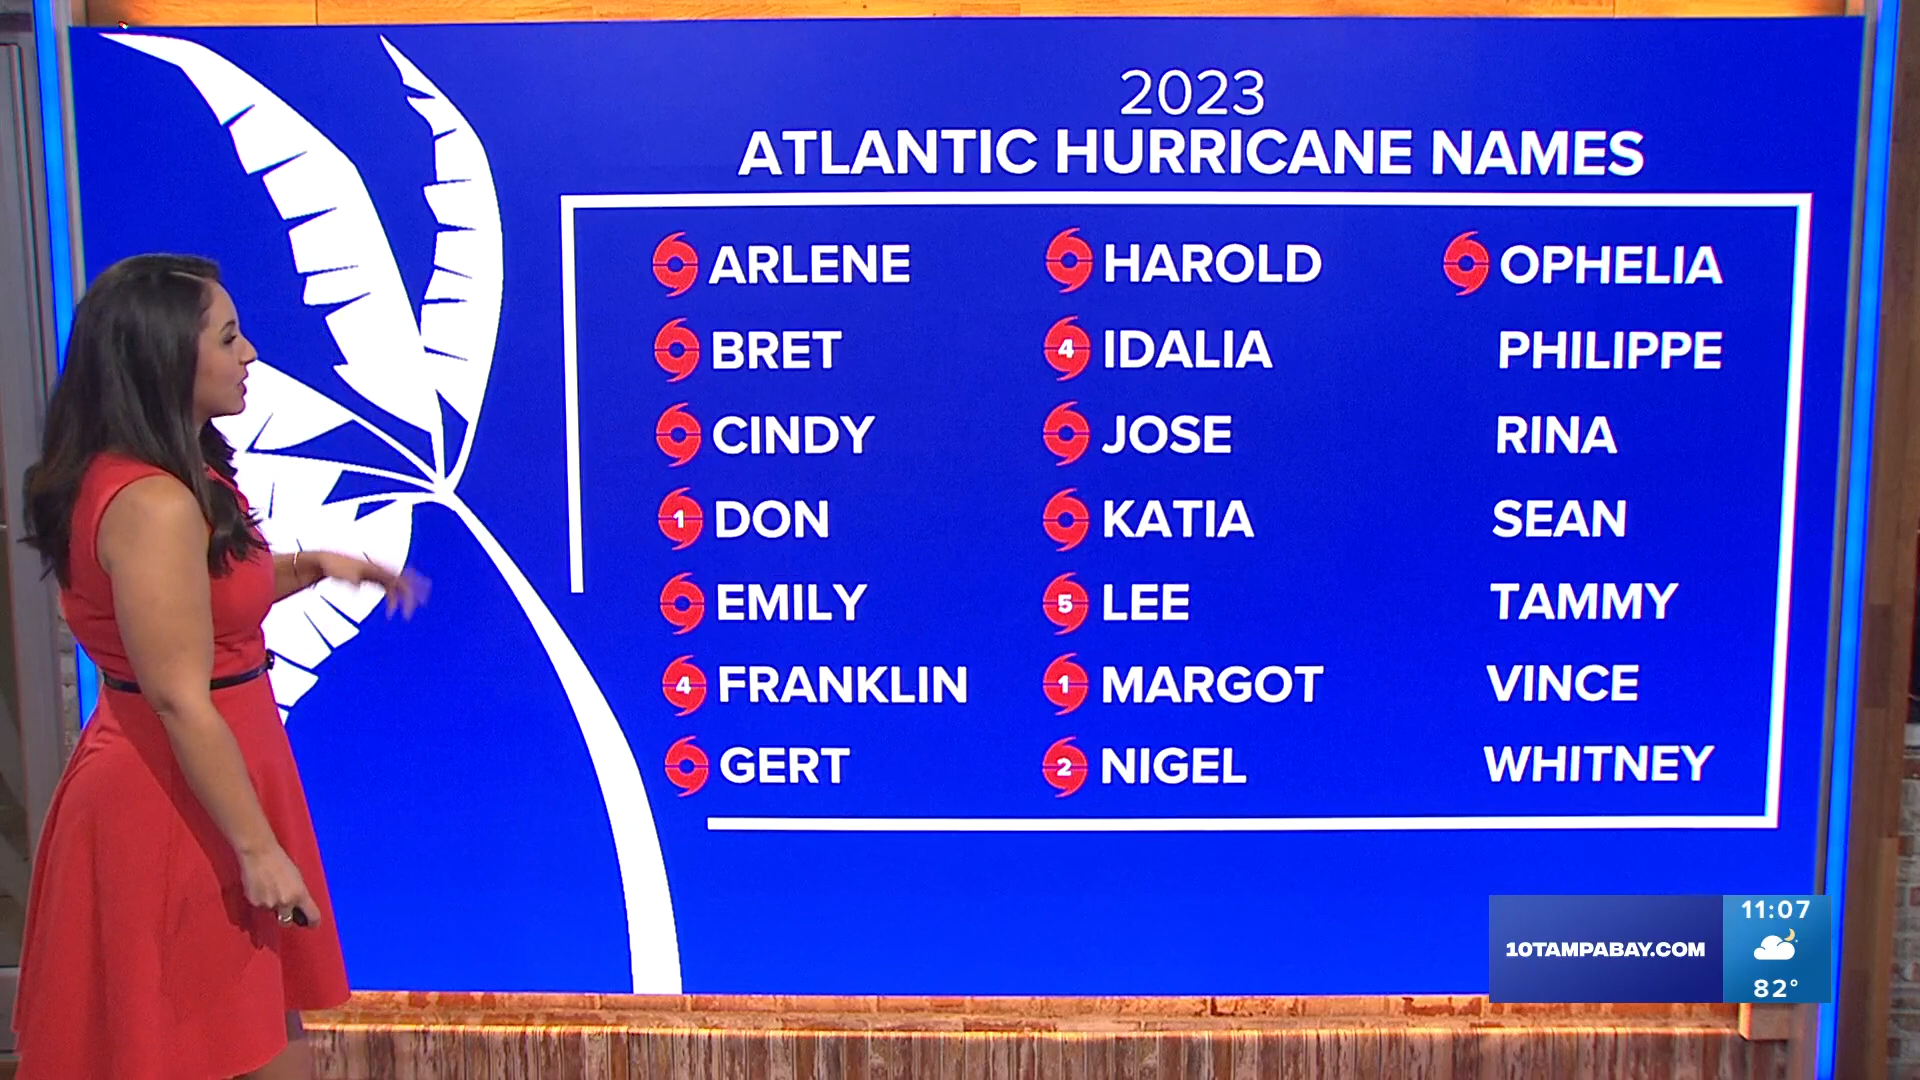 2023
ATLANTIC HURRICANE NAMES
ARLENE
BRET
CINDY
1 DON
EMILY
4 FRANKLIN
GERT
HAROLD
4 IDALIA
JOSE
KATIA
5 LEE
1 MARGOT
2 NIGEL
OPHELIA
PHILIPPE
RINA
SEAN
TAMMY
VINCE
WHITNEY
10TAMPABAY.COM
11:07
82°